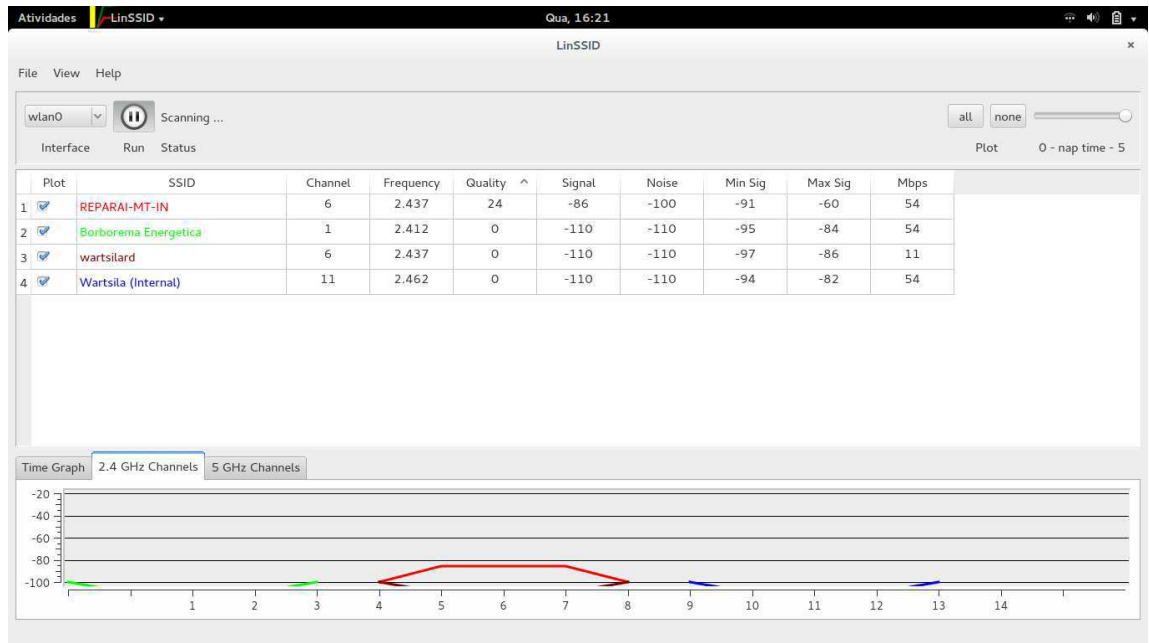 Atividades LinSSID Qua, 16:21
LinSSID ×
File View Help
wlan0 Scanning ... all none
Interface Run Status Plot 0 - nap time - 5
Plot SSID Channel Frequency Quality Signal Noise Min Sig Max Sig Mbps
1 REPARAI-MT-IN 6 2.437 24 -86 -100 -91 -60 54
2 Borborema Energetica 1 2.412 0 -110 -110 -95 -84 54
3 wartsilard 6 2.437 0 -110 -110 -97 -86 11
4 Wartsila (Internal) 11 2.462 0 -110 -110 -94 -82 54
Time Graph 2.4 GHz Channels 5 GHz Channels
-20
-40
-60
-80
-100
1 2 3 4 5 6 7 8 9 10 11 12 13 14